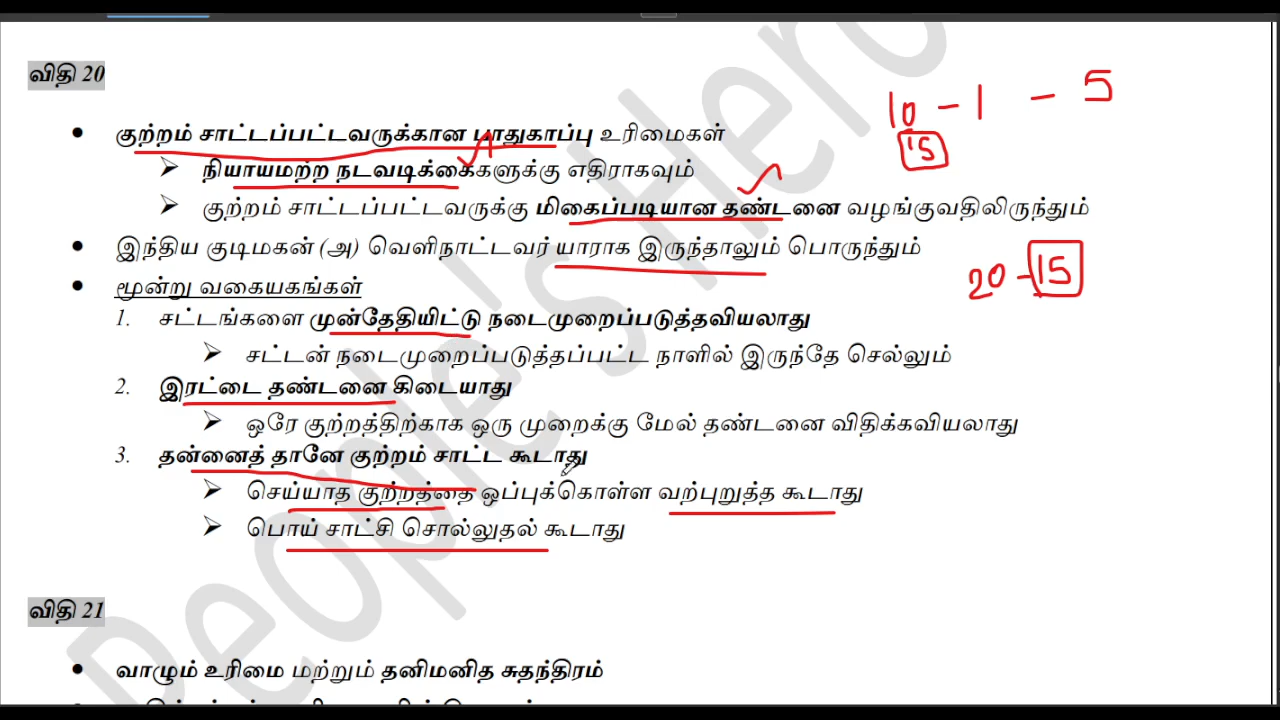 விதி 20
10 - 1 - 5
15
• குற்றம் சாட்டப்பட்டவருக்கான பாதுகாப்பு உரிமைகள்
➢ நியாயமற்ற நடவடிக்கைகளுக்கு எதிராகவும்
➢ குற்றம் சாட்டப்பட்டவருக்கு மிகைப்படியான தண்டனை வழங்குவதிலிருந்தும்
• இந்திய குடிமகன் (அ) வெளிநாட்டவர் யாராக இருந்தாலும் பொருந்தும்
20 - 15
• மூன்று வகையகங்கள்
1. சட்டங்களை முன்தேதியிட்டு நடைமுறைப்படுத்தவியலாது
➢ சட்டன் நடைமுறைப்படுத்தப்பட்ட நாளில் இருந்தே செல்லும்
2. இரட்டை தண்டனை கிடையாது
➢ ஒரே குற்றத்திற்காக ஒரு முறைக்கு மேல் தண்டனை விதிக்கவியலாது
3. தன்னைத் தானே குற்றம் சாட்ட கூடாது
➢ செய்யாத குற்றத்தை ஒப்புக்கொள்ள வற்புறுத்த கூடாது
➢ பொய் சாட்சி சொல்லுதல் கூடாது
விதி 21
• வாழும் உரிமை மற்றும் தனிமனித சுதந்திரம்
People's Hero